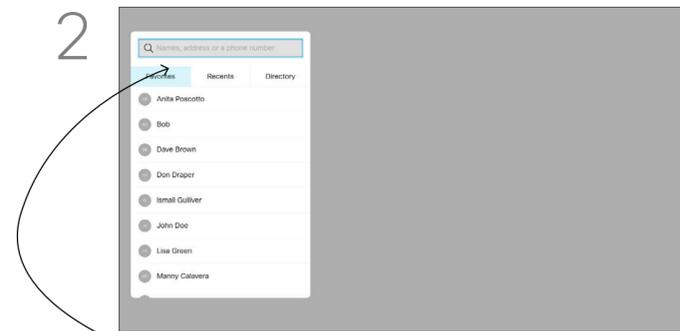 2
Names, address or a phone number
Favorites Recents Directory
Anita Poscotto
Bob
Dave Brown
Don Draper
Ismail Gulliver
John Doe
Lisa Green
Manny Calavera